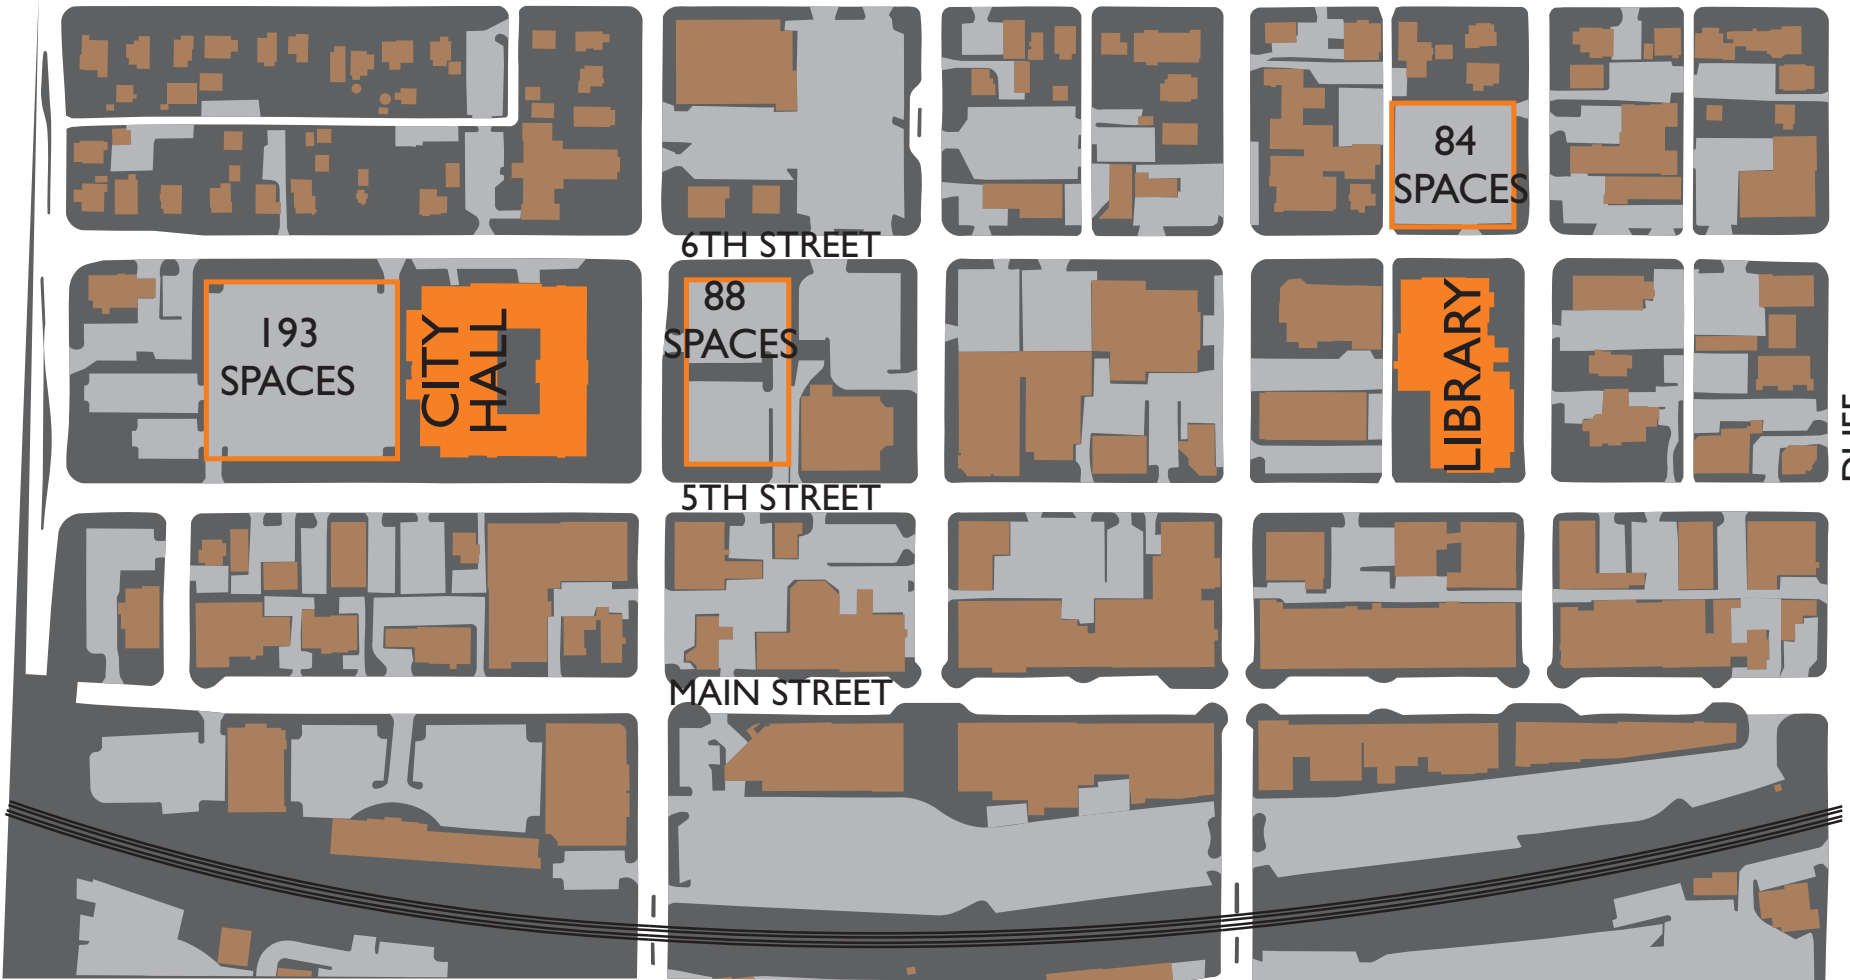 84
SPACES
6TH STREET
193
SPACES
CITY
HALL
88
SPACES
LIBRARY
5TH STREET
MAIN STREET